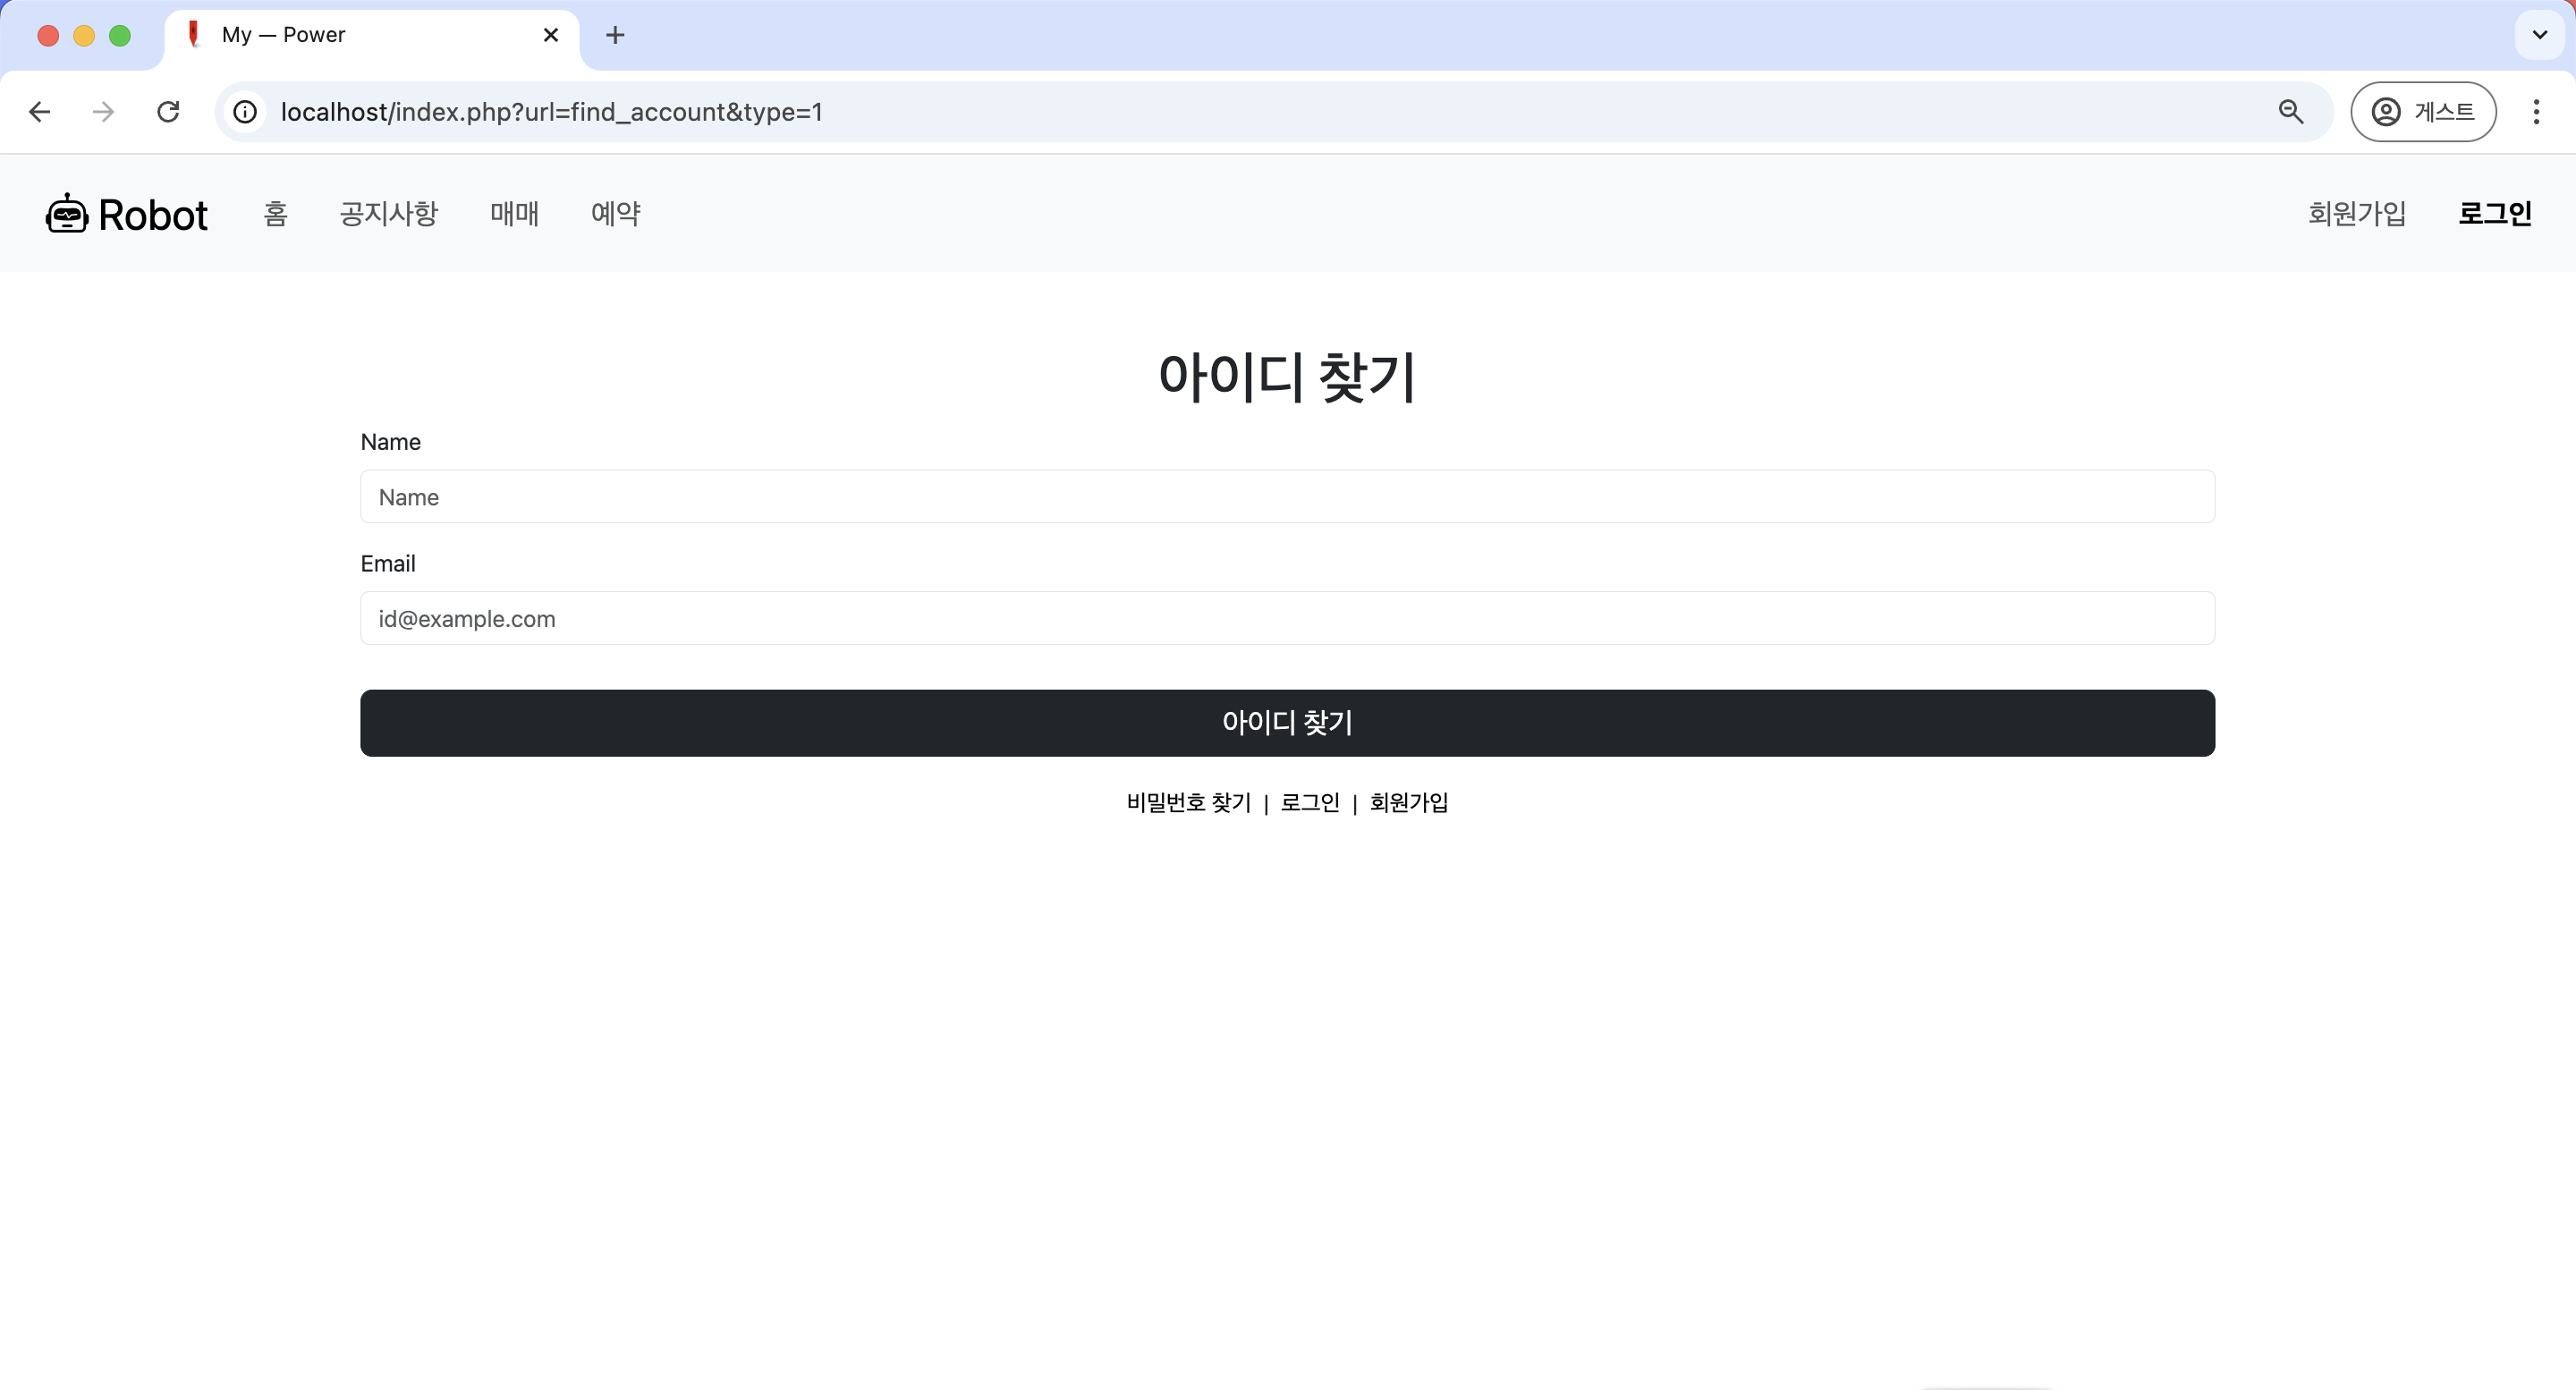 My — Power
localhost/index.php?url=find_account&type=1
게스트
Robot 홈 공지사항 매매 예약 회원가입 로그인
아이디 찾기
Name
Name
Email
id@example.com
아이디 찾기
비밀번호 찾기 | 로그인 | 회원가입